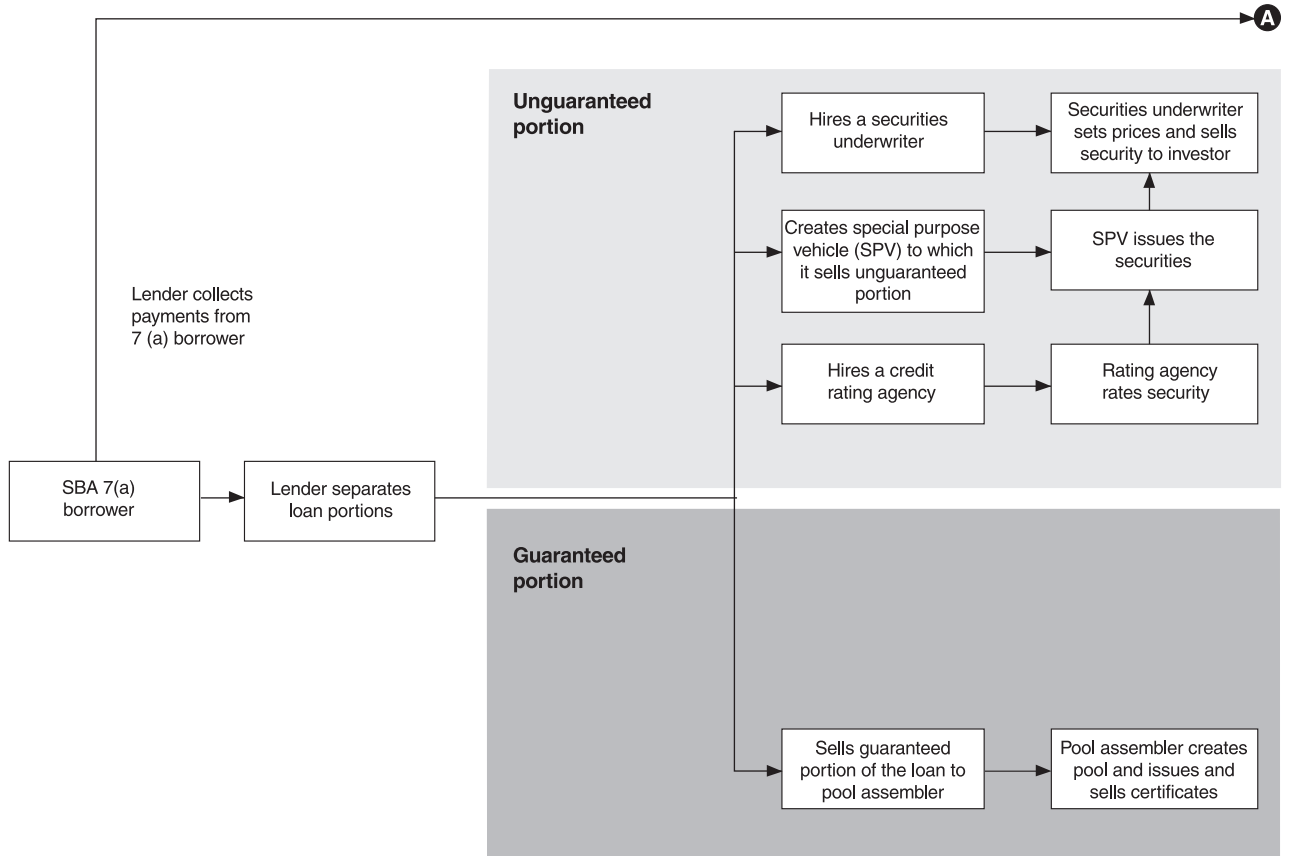 A
Unguaranteed
portion
Hires a securities
underwriter
Securities underwriter
sets prices and sells
security to investor
Creates special purpose
vehicle (SPV) to which
it sells unguaranteed
portion
SPV issues the
securities
Lender collects
payments from
7 (a) borrower
Hires a credit
rating agency
Rating agency
rates security
SBA 7(a)
borrower
Lender separates
loan portions
Guaranteed
portion
Sells guaranteed
portion of the loan to
pool assembler
Pool assembler creates
pool and issues and
sells certificates